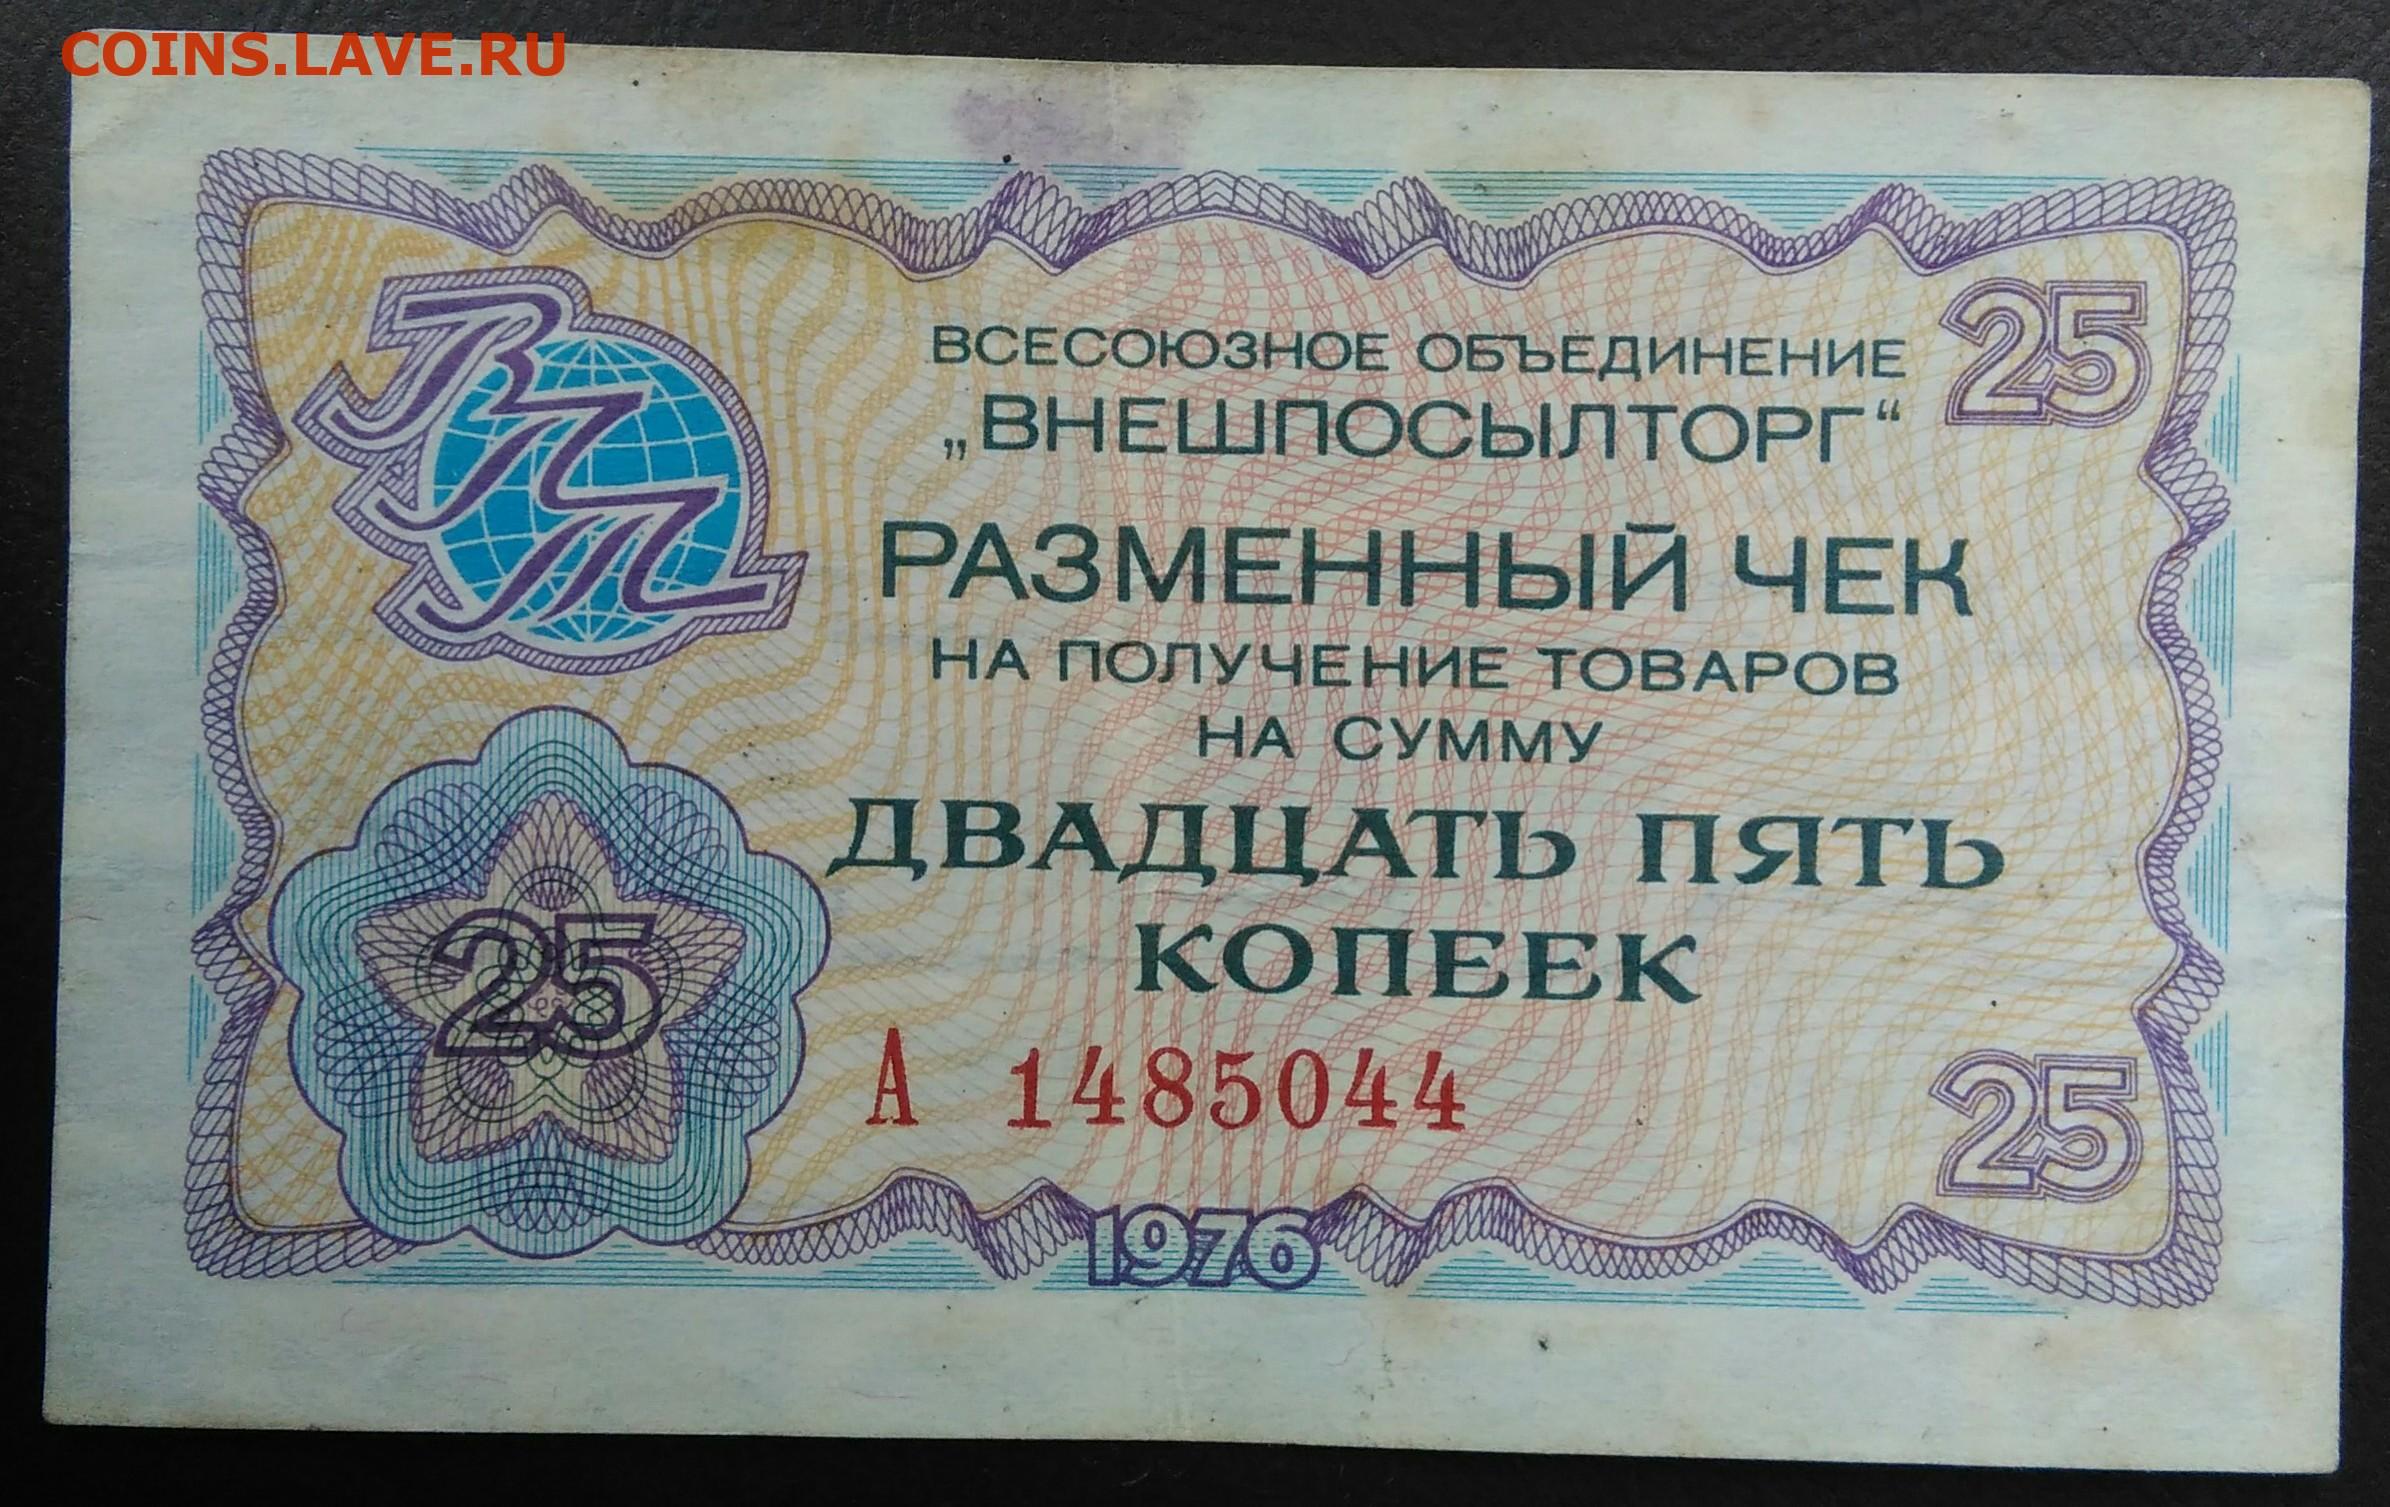 COINS.LAVE.RU
ВПТ
ВСЕСОЮЗНОЕ ОБЪЕДИНЕНИЕ
„ВНЕШПОСЫЛТОРГ“
25
РАЗМЕННЫЙ ЧЕК
НА ПОЛУЧЕНИЕ ТОВАРОВ
НА СУММУ
ДВАДЦАТЬ ПЯТЬ
КОПЕЕК
25
А 1485044
25
1976